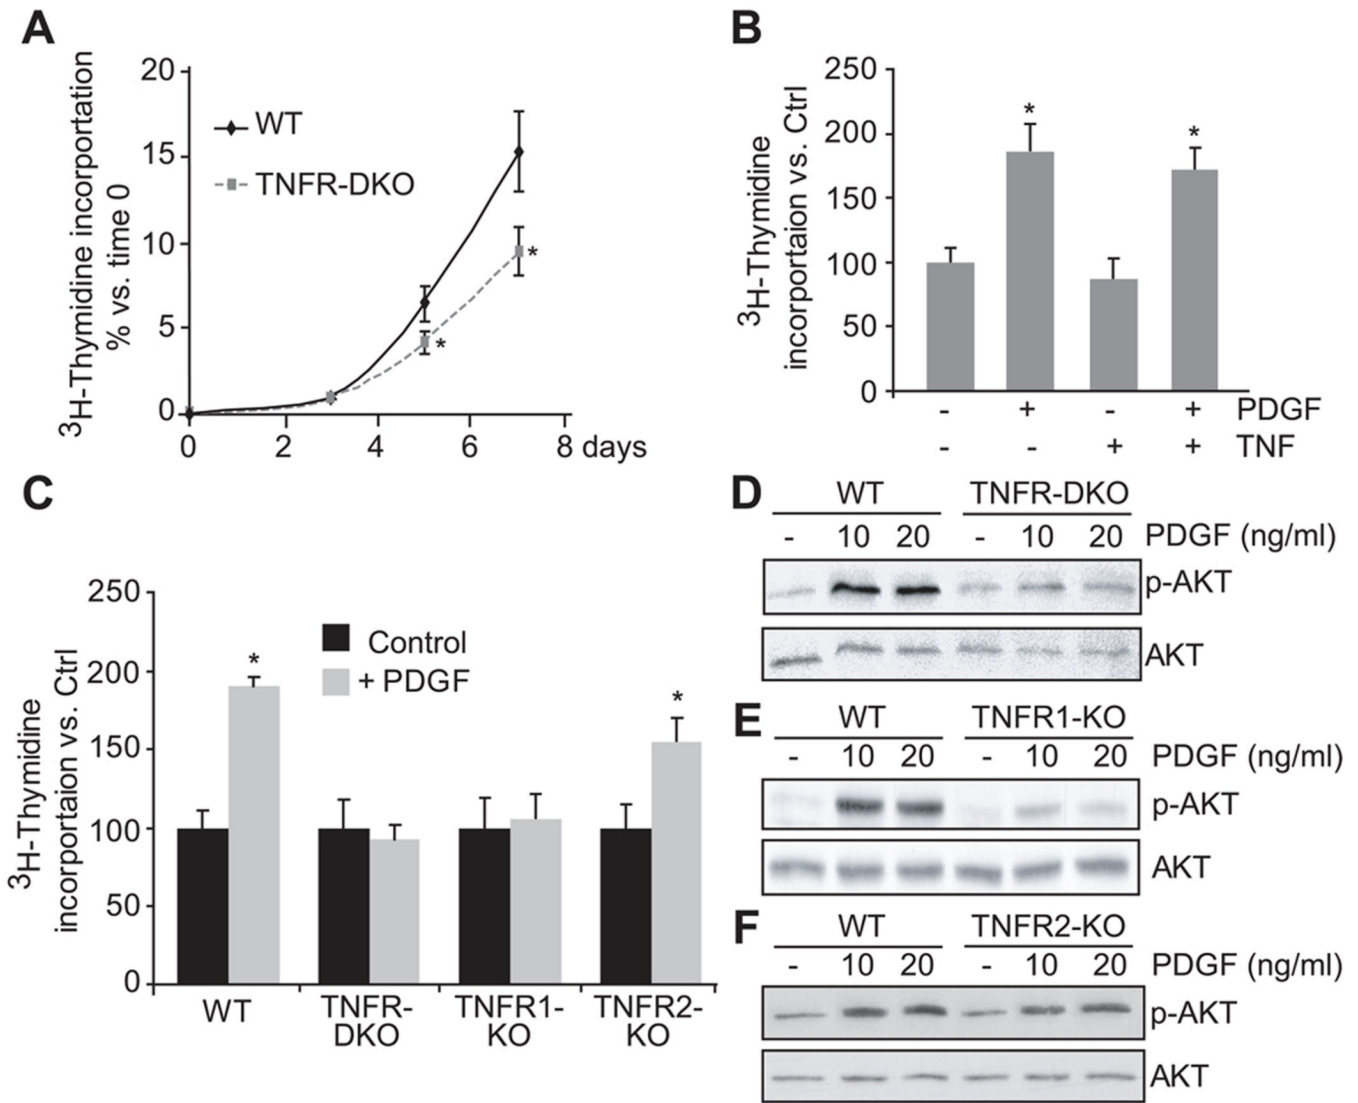 A
³H-Thymidine incorporation
% vs. time 0
20
15
10
5
0
WT
TNFR-DKO
*
*
0 2 4 6 8 days
B
³H-Thymidine
incorportaion vs. Ctrl
250
200
150
100
50
0
*
*
- + - + PDGF
- - + + TNF
C
³H-Thymidine
incorportaion vs. Ctrl
250
200
150
100
50
0
Control
+ PDGF
*
*
WT
TNFR-
DKO
TNFR1-
KO
TNFR2-
KO
D
WT TNFR-DKO
- 10 20 - 10 20 PDGF (ng/ml)
p-AKT
AKT
E
WT TNFR1-KO
- 10 20 - 10 20 PDGF (ng/ml)
p-AKT
AKT
F
WT TNFR2-KO
- 10 20 - 10 20 PDGF (ng/ml)
p-AKT
AKT